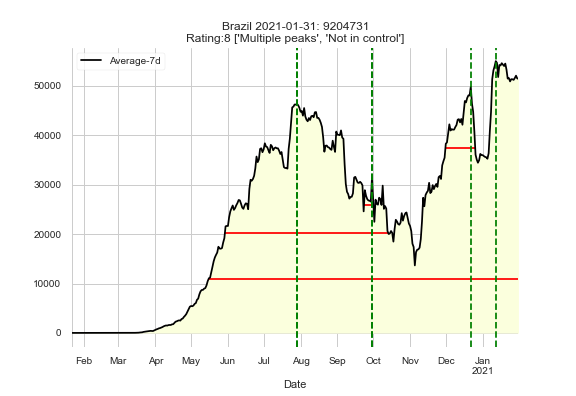 Brazil 2021-01-31: 9204731
Rating:8 ['Multiple peaks', 'Not in control']
Average-7d
50000
40000
30000
20000
10000
0
Feb Mar Apr May Jun Jul Aug Sep Oct Nov Dec Jan
2021
Date